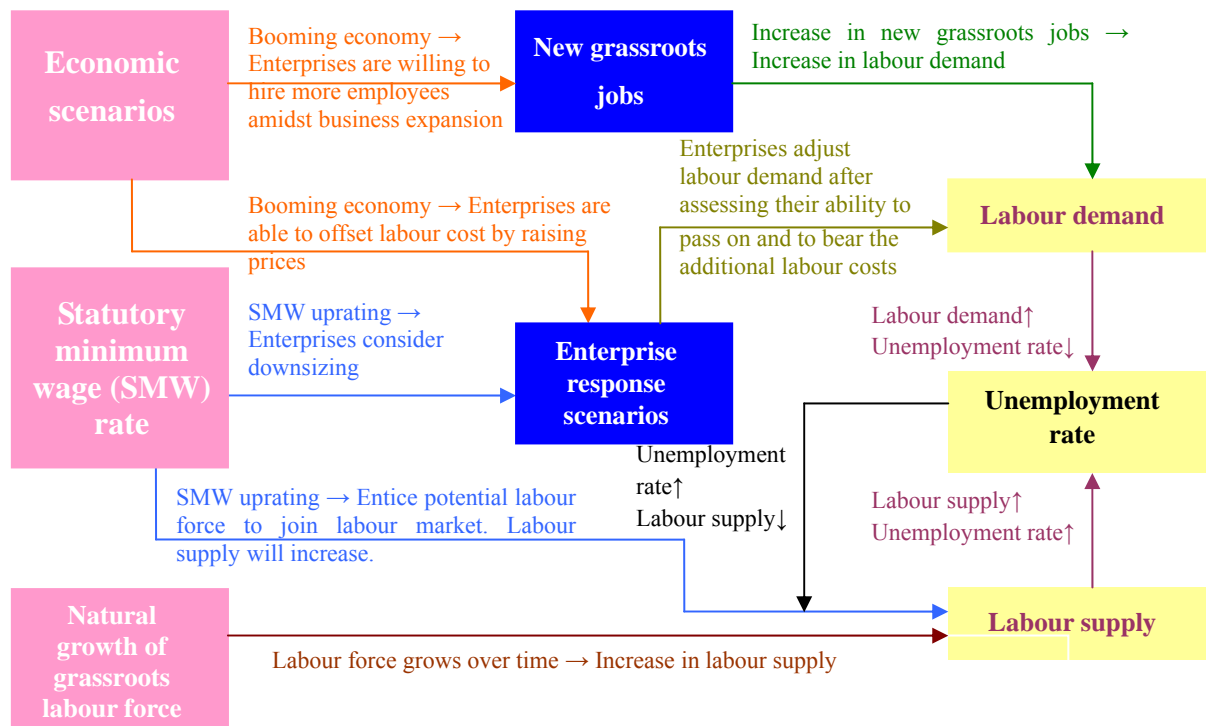 Economic
scenarios
Booming economy →
Enterprises are willing to
hire more employees
amidst business expansion
New grassroots
jobs
Increase in new grassroots jobs →
Increase in labour demand
Enterprises adjust
labour demand after
assessing their ability to
pass on and to bear the
additional labour costs
Labour demand
Booming economy → Enterprises are
able to offset labour cost by raising
prices
Statutory
minimum
wage (SMW)
rate
SMW uprating →
Enterprises consider
downsizing
Enterprise
response
scenarios
Labour demand↑
Unemployment rate↓
Unemployment
rate
Unemployment
rate↑
Labour supply↓
SMW uprating → Entice potential labour
force to join labour market. Labour
supply will increase.
Labour supply↑
Unemployment rate↑
Natural
growth of
grassroots
labour force
Labour supply
Labour force grows over time → Increase in labour supply